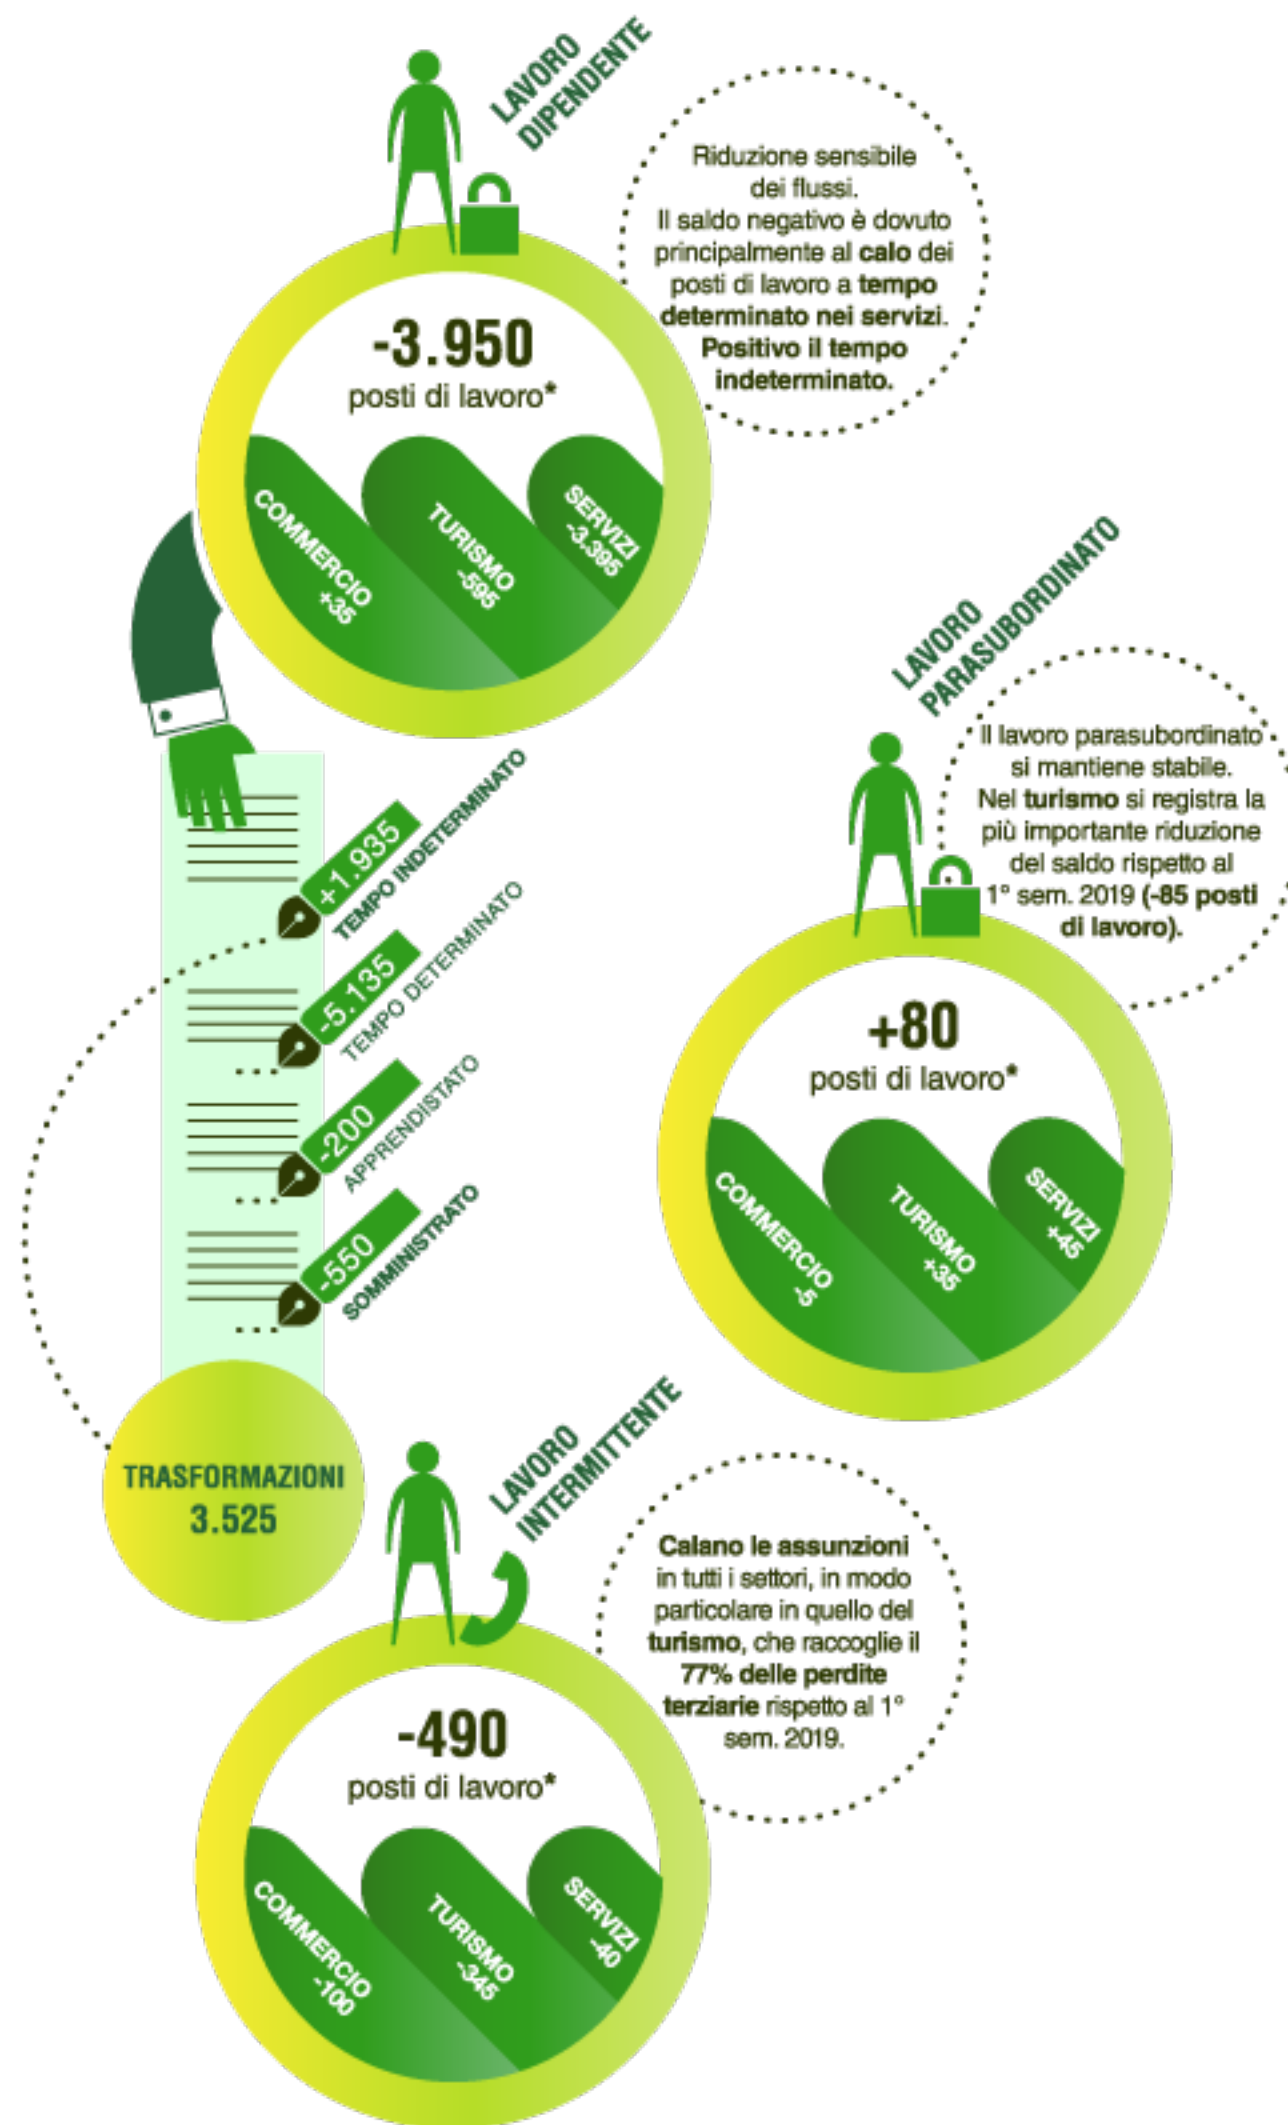 LAVORO
DIPENDENTE
Riduzione sensibile
dei flussi.
Il saldo negativo è dovuto
principalmente al calo dei
posti di lavoro a tempo
determinato nei servizi.
Positivo il tempo
indeterminato.
-3.950
posti di lavoro*
COMMERCIO
+35
TURISMO
-595
SERVIZI
-3.395
+1.935
TEMPO INDETERMINATO
-5.135
TEMPO DETERMINATO
-200
APPRENDISTATO
-550
SOMMINISTRATO
TRASFORMAZIONI
3.525
LAVORO
PARASUBORDINATO
Il lavoro parasubordinato
si mantiene stabile.
Nel turismo si registra la
più importante riduzione
del saldo rispetto al
1° sem. 2019 (-85 posti
di lavoro).
+80
posti di lavoro*
COMMERCIO
-5
TURISMO
+35
SERVIZI
+45
LAVORO
INTERMITTENTE
Calano le assunzioni
in tutti i settori, in modo
particolare in quello del
turismo, che raccoglie il
77% delle perdite
terziarie rispetto al 1°
sem. 2019.
-490
posti di lavoro*
COMMERCIO
-100
TURISMO
-345
SERVIZI
-40